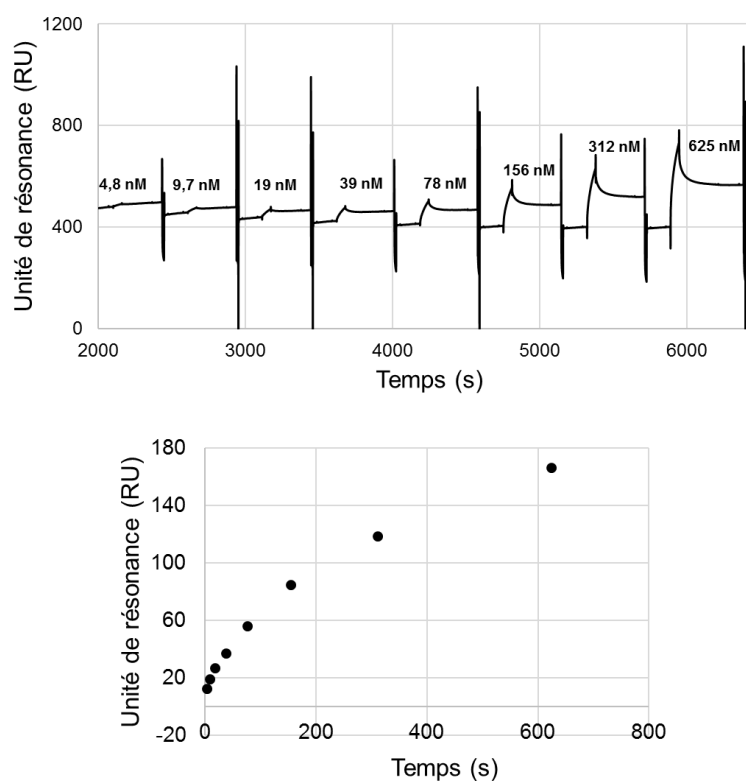 1200
Unité de résonance (RU)
800
4,8 nM 9,7 nM 19 nM 39 nM 78 nM 156 nM 312 nM 625 nM
400
0
2000 3000 4000 5000 6000
Temps (s)
180
Unité de résonance (RU)
140
100
60
20
-20
0 200 400 600 800
Temps (s)